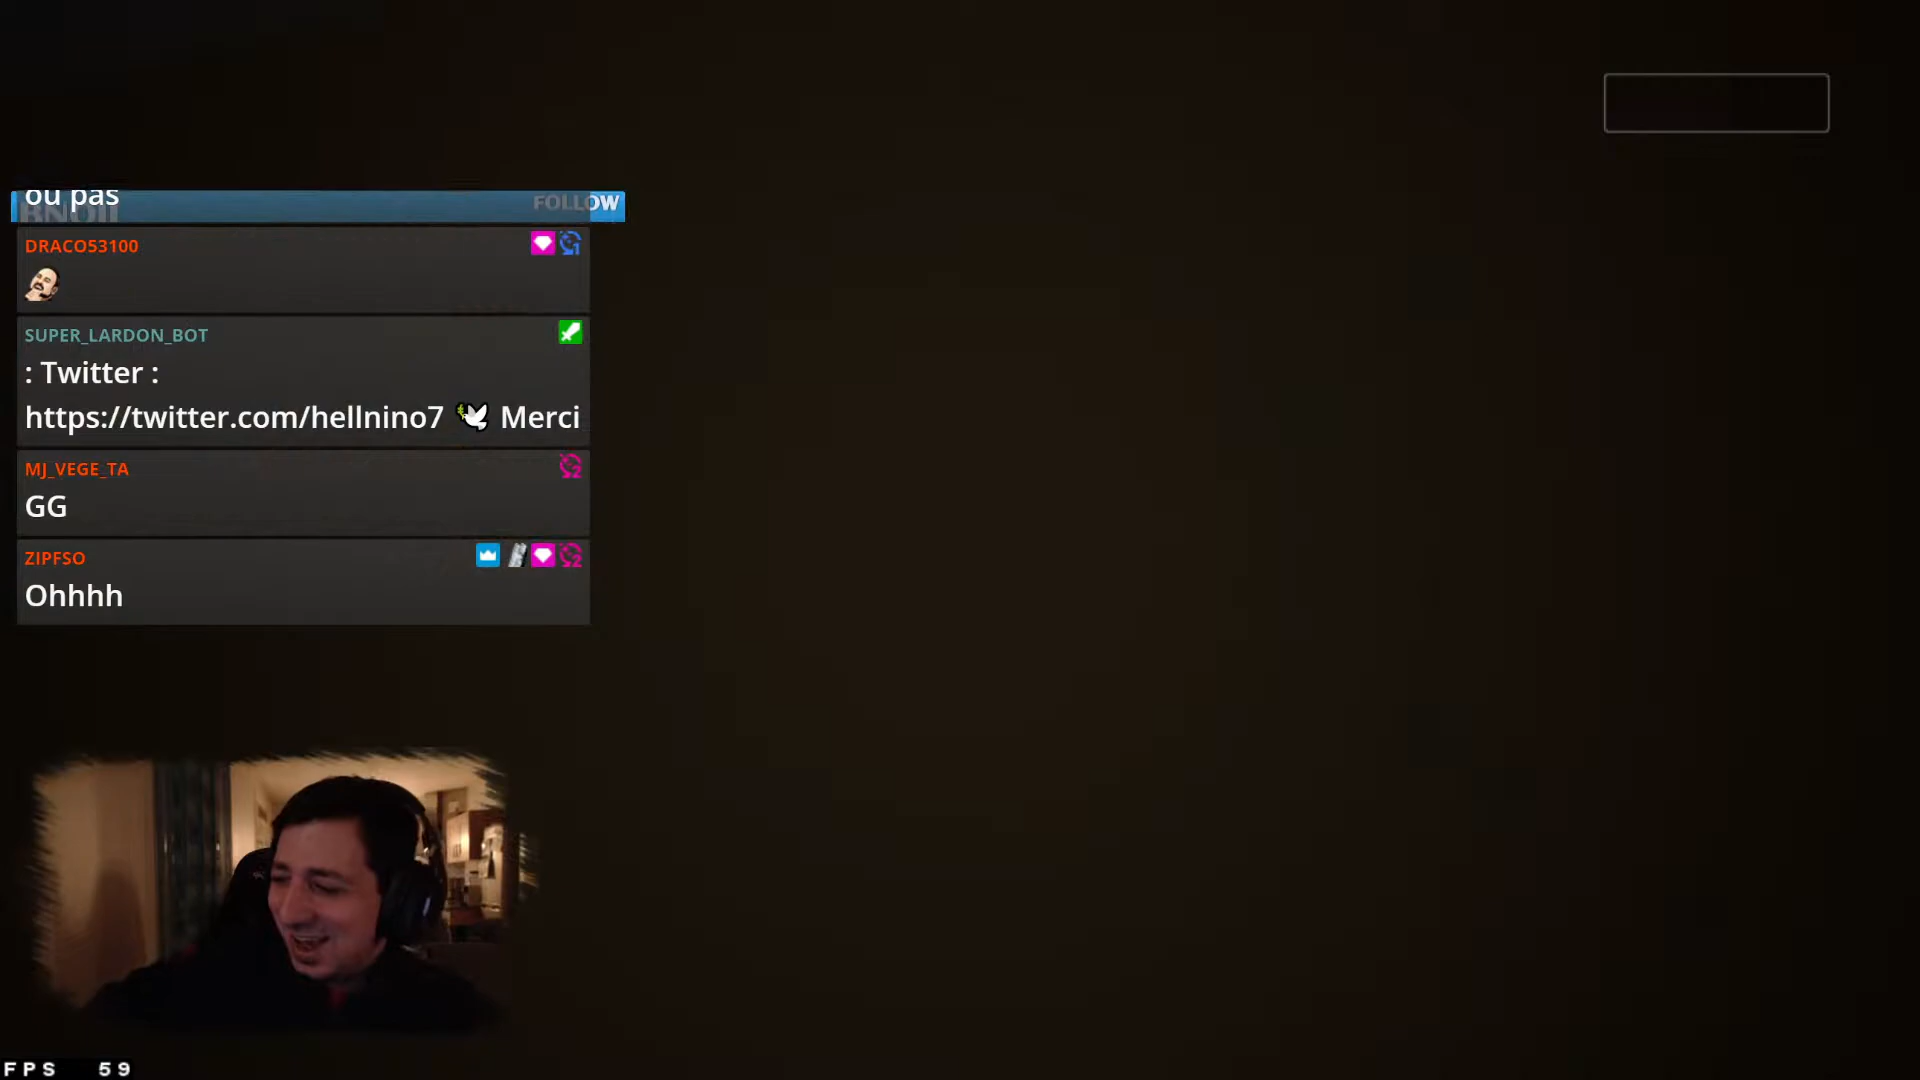 ou pas
FOLLOW
DRACO53100
SUPER_LARDON_BOT
: Twitter :
https://twitter.com/hellnino7 🕊 Merci
MJ_VEGE_TA
GG
ZIPFSO
Ohhhh
FPS 59